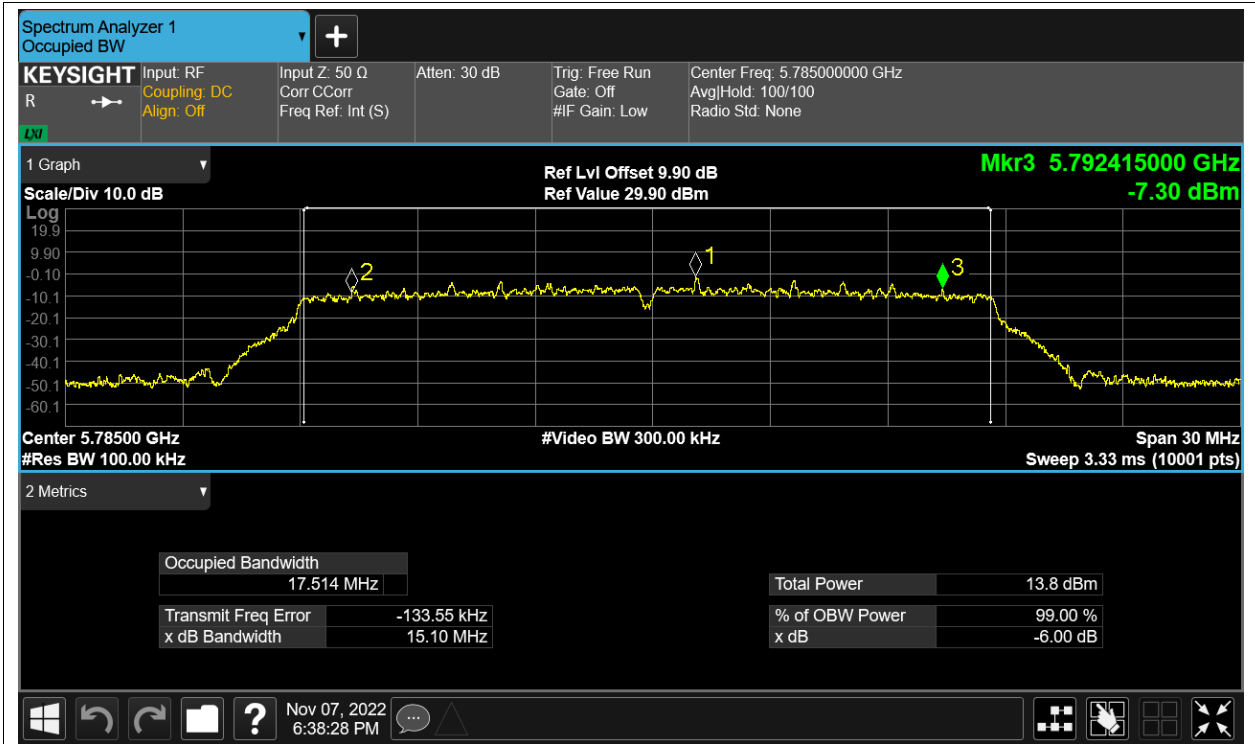 Spectrum Analyzer 1
Occupied BW
+
KEYSIGHT
R
LXI
Input: RF
Coupling: DC
Align: Off
Input Z: 50 Ω
Corr CCorr
Freq Ref: Int (S)
Atten: 30 dB
Trig: Free Run
Gate: Off
#IF Gain: Low
Center Freq: 5.785000000 GHz
Avg|Hold: 100/100
Radio Std: None
1 Graph
Scale/Div 10.0 dB
Ref Lvl Offset 9.90 dB
Ref Value 29.90 dBm
Mkr3 5.792415000 GHz
-7.30 dBm
Log
19.9
9.90
-0.10
-10.1
-20.1
-30.1
-40.1
-50.1
-60.1
2
1
3
Center 5.78500 GHz
#Res BW 100.00 kHz
#Video BW 300.00 kHz
Span 30 MHz
Sweep 3.33 ms (10001 pts)
2 Metrics
Occupied Bandwidth
17.514 MHz
Transmit Freq Error -133.55 kHz
x dB Bandwidth 15.10 MHz
Total Power 13.8 dBm
% of OBW Power 99.00 %
x dB -6.00 dB
?
Nov 07, 2022
6:38:28 PM